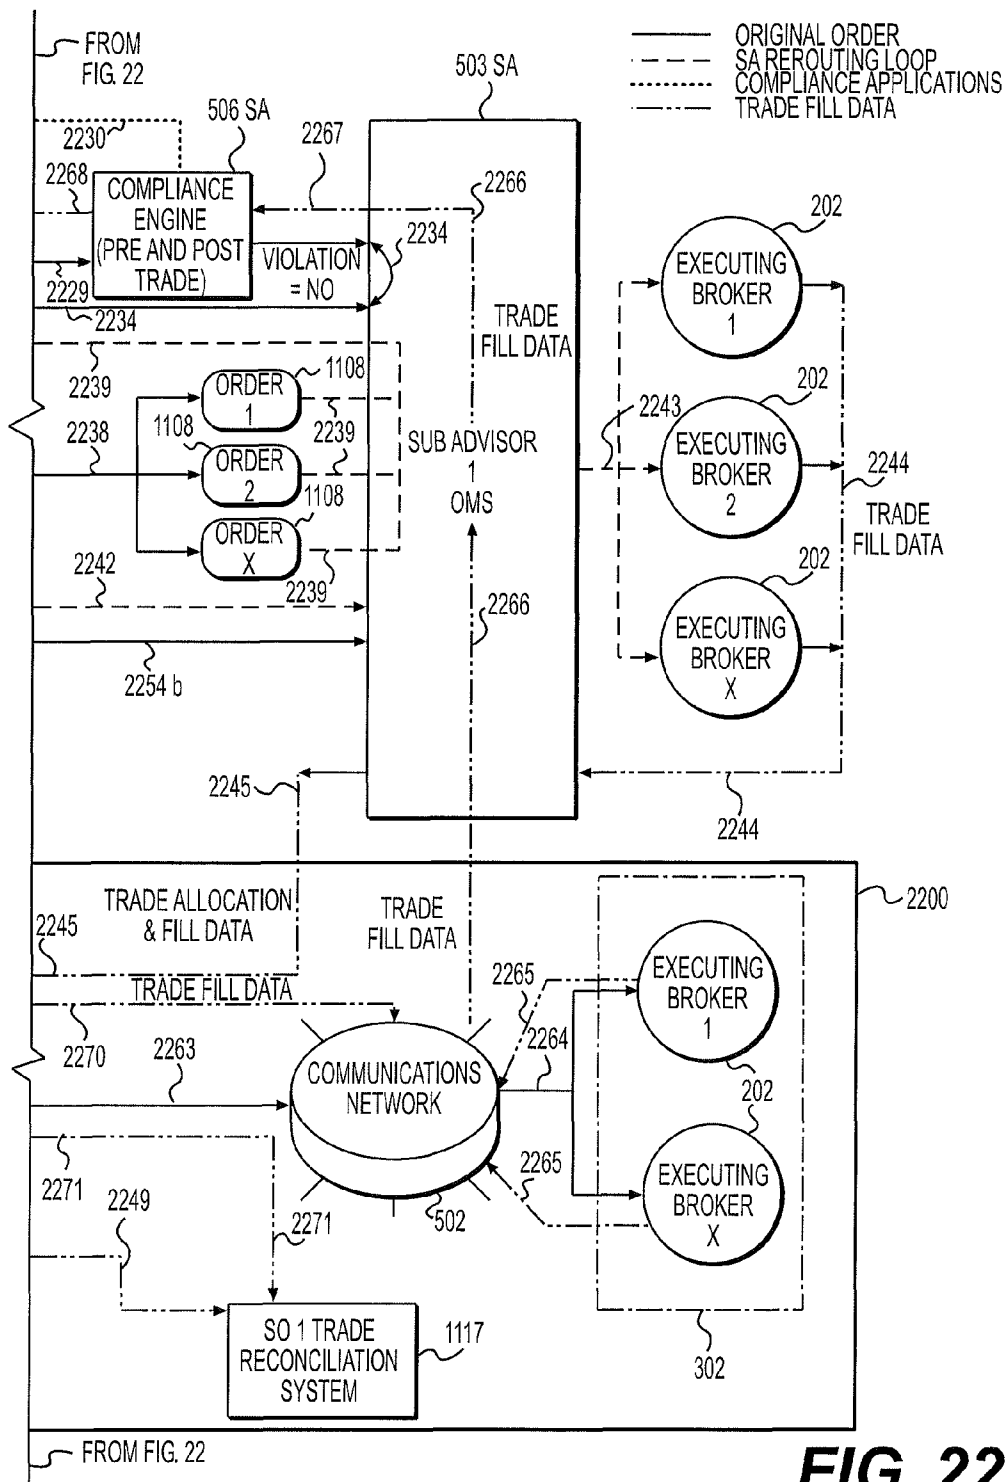 FROM
FIG. 22
ORIGINAL ORDER
SA REROUTING LOOP
COMPLIANCE APPLICATIONS
TRADE FILL DATA
503 SA
506 SA
2230
2267
2268
COMPLIANCE
ENGINE
(PRE AND POST
TRADE)
2266
2234
VIOLATION
= NO
2229
2234
TRADE
FILL DATA
202
EXECUTING
BROKER
1
2239
1108
ORDER
1
2239
2238
1108
ORDER
2
2239
1108
ORDER
X
2239
SUB ADVISOR
1
OMS
2243
202
EXECUTING
BROKER
2
2244
TRADE
FILL DATA
2242
2266
202
EXECUTING
BROKER
X
2254 b
2245
2244
2200
TRADE ALLOCATION
& FILL DATA
TRADE
FILL DATA
2245
TRADE FILL DATA
2265
EXECUTING
BROKER
1
2270
2263
2264
COMMUNICATIONS
NETWORK
202
202
2265
EXECUTING
BROKER
X
2271
2249
2271
502
SO 1 TRADE
RECONCILIATION
SYSTEM
1117
302
FROM FIG. 22
FIG. 22